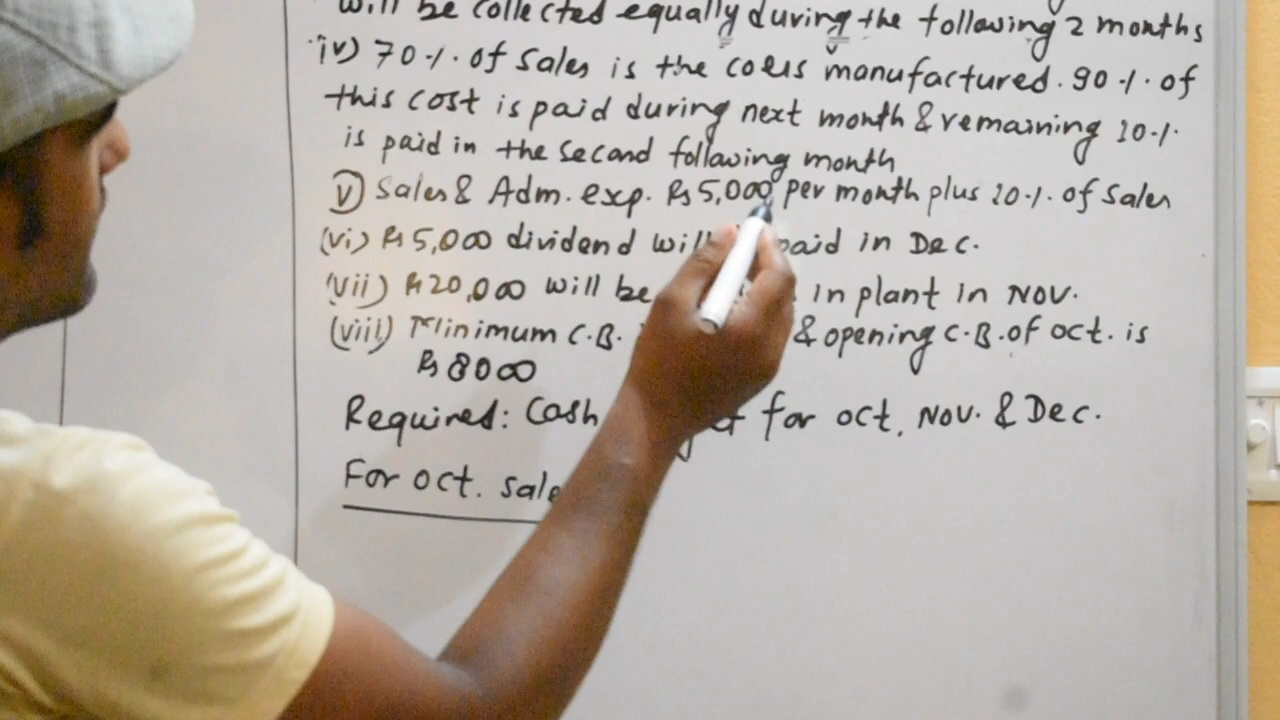 will be collected equally during the following 2 months
iv) 70%. of Sales is the manufactured. 90%. of
this cost is paid during next month & remaining 10%.
is paid in the second following month
v) Sales & Adm. exp. Rs 5,000 per month plus 10%. of Sales
(vi) Rs 5,000 dividend will paid in Dec.
(vii) Rs 20,000 will be in plant in Nov.
(viii) Minimum C.B. & opening C.B. of oct. is
Rs 8000
Required: Cash for oct, Nov. & Dec.
For oct. sale